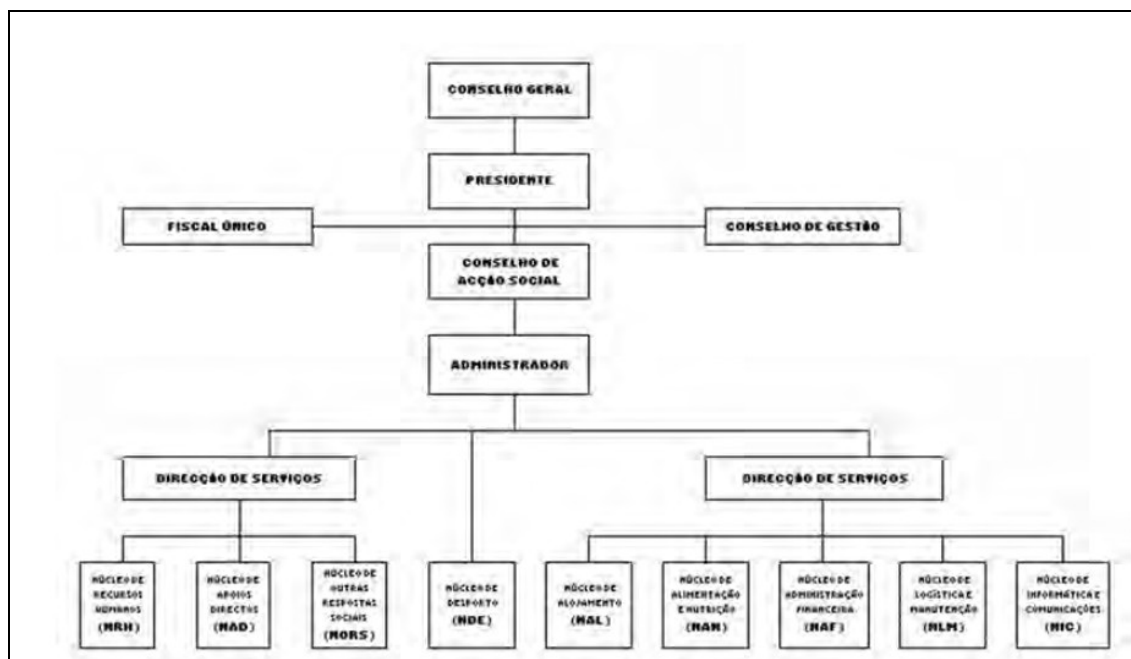 CONSELHO GERAL
PRESIDENTE
FISCAL ÚNICO
CONSELHO DE GESTÃO
CONSELHO DE
ACÇÃO SOCIAL
ADMINISTRADOR
DIRECÇÃO DE SERVIÇOS
DIRECÇÃO DE SERVIÇOS
NÚCLEO DE
RECURSOS
HUMANOS
(NRH)
NÚCLEO DE
APOIOS
DIRECTOS
(NAD)
NÚCLEO DE
OUTRAS
RESPOSTAS
SOCIAIS
(NORS)
NÚCLEO DE
DESPORTO
(NDE)
NÚCLEO DE
ALOJAMENTO
(NAL)
NÚCLEO DE
ALIMENTAÇÃO
E NUTRIÇÃO
(NAN)
NÚCLEO DE
ADMINISTRAÇÃO
FINANCEIRA
(NAF)
NÚCLEO DE
LOGÍSTICA E
MANUTENÇÃO
(NLM)
NÚCLEO DE
INFORMÁTICA E
COMUNICAÇÕES
(NIC)